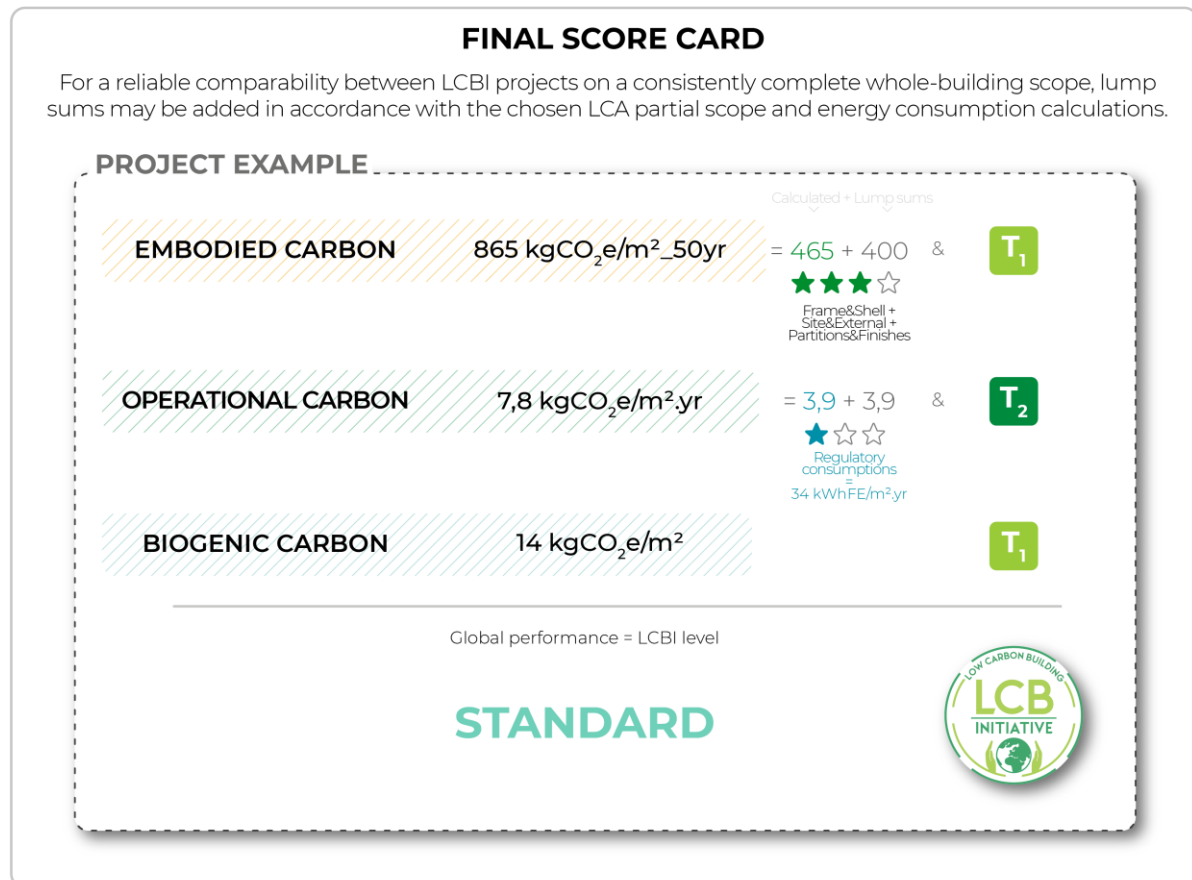 FINAL SCORE CARD
For a reliable comparability between LCBI projects on a consistently complete whole-building scope, lump
sums may be added in accordance with the chosen LCA partial scope and energy consumption calculations.
PROJECT EXAMPLE
Calculated + Lump sums
EMBODIED CARBON 865 kgCO₂e/m²_50yr = 465 + 400 & T₁
Frame&Shell +
Site&External +
Partitions&Finishes
OPERATIONAL CARBON 7,8 kgCO₂e/m².yr = 3,9 + 3,9 & T₂
Regulatory
consumptions
=
34 kWhFE/m².yr
BIOGENIC CARBON 14 kgCO₂e/m² T₁
Global performance = LCBI level
STANDARD
LOW CARBON BUILDING
LCB
INITIATIVE